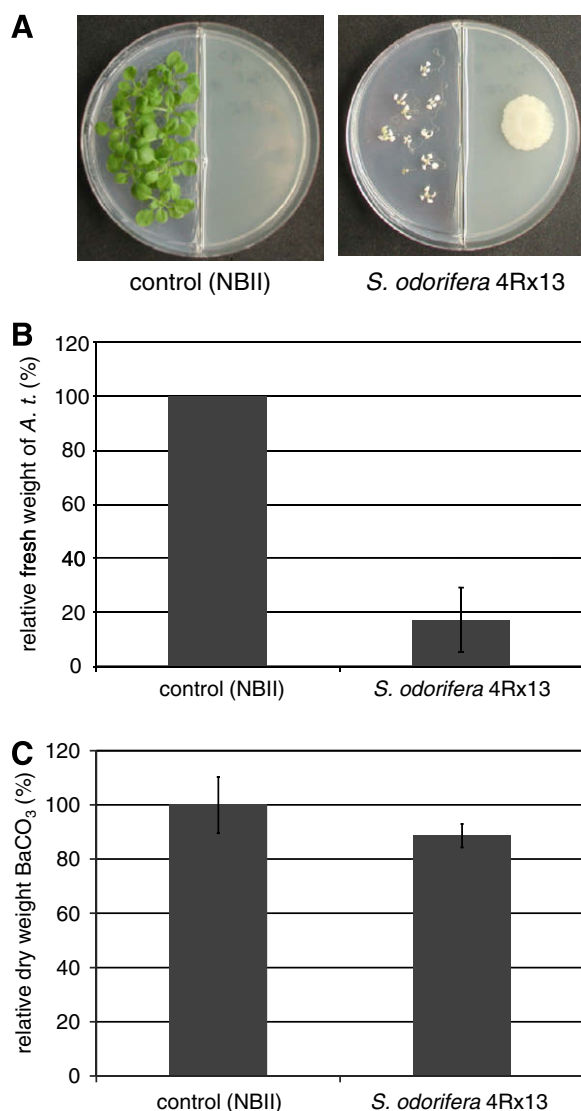 A
control (NBII)
S. odorifera 4Rx13
B
relative fresh weight of A. t. (%)
120
100
80
60
40
20
0
control (NBII)
S. odorifera 4Rx13
C
relative dry weight BaCO₃ (%)
120
100
80
60
40
20
0
control (NBII)
S. odorifera 4Rx13